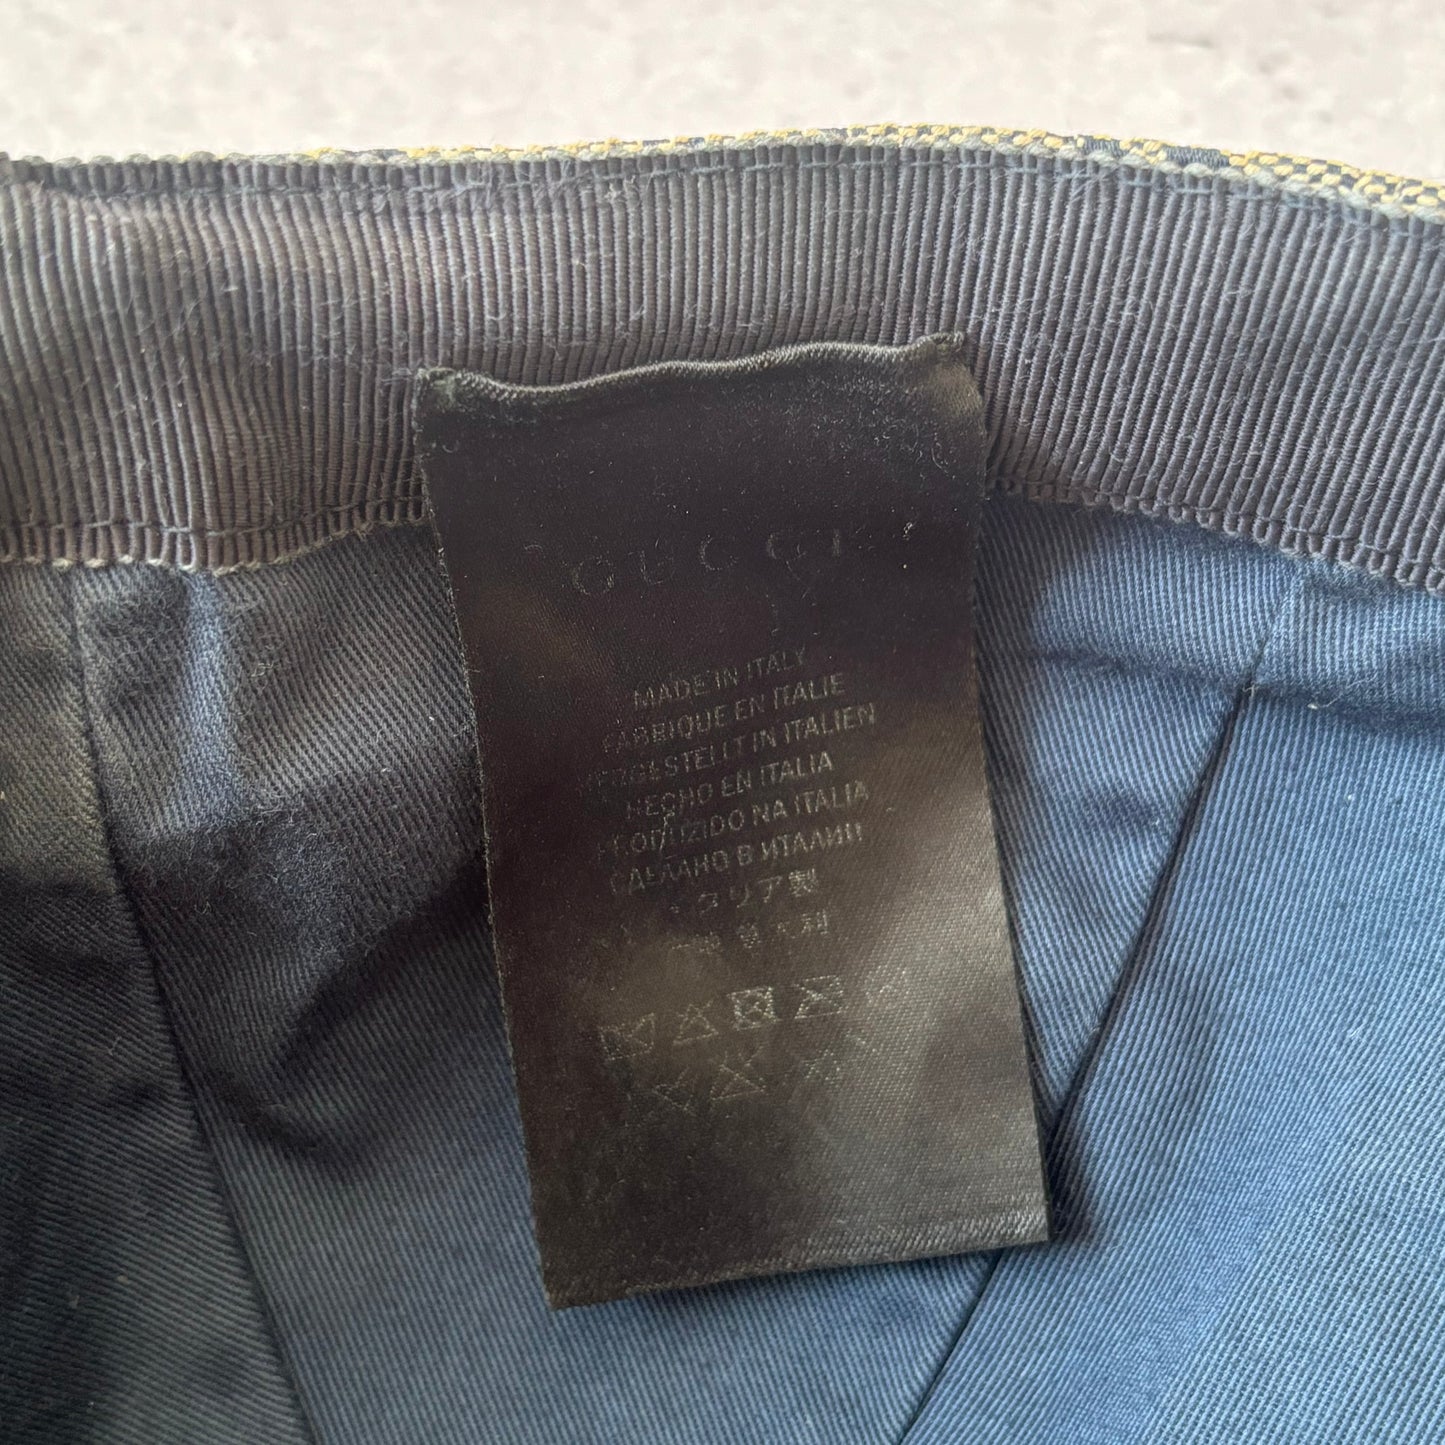 GUCCI
MADE IN ITALY
FABRIQUE EN ITALIE
HERGESTELLT IN ITALIEN
HECHO EN ITALIA
PRODUZIDO NA ITALIA
СДЕЛАНО В ИТАЛИИ
イタリア製